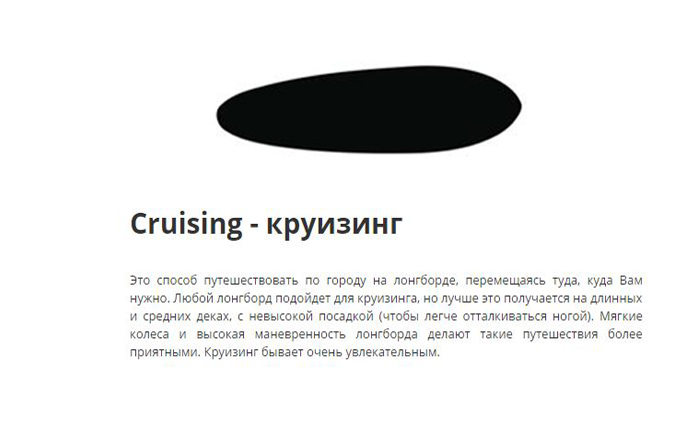 Cruising - круизинг
Это способ путешествовать по городу на лонгборде, перемещаясь туда, куда Вам
нужно. Любой лонгборд подойдет для круизинга, но лучше это получается на длинных
и средних деках, с невысокой посадкой (чтобы легче отталкиваться ногой). Мягкие
колеса и высокая маневренность лонгборда делают такие путешествия более
приятными. Круизинг бывает очень увлекательным.